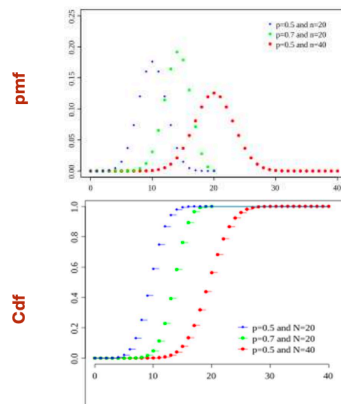 pmf
0.25
0.20
0.15
0.10
0.05
0.00
p=0.5 and n=20
p=0.7 and n=20
p=0.5 and n=40
0 10 20 30 40
Cdf
1.0
0.8
0.6
0.4
0.2
0.0
p=0.5 and N=20
p=0.7 and N=20
p=0.5 and N=40
0 10 20 30 40